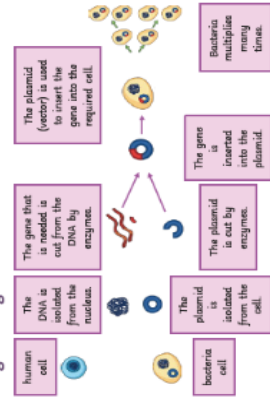 human
cell
The
DNA is
isolated
from the
nucleus.
The gene that
is needed is
cut from the
DNA by
enzymes.
The plasmid
(vector) is used
to insert the
gene into the
required cell.
bacteria
cell
The
plasmid
is
isolated
from the
cell.
The plasmid
is cut by
enzymes.
The gene
is
inserted
into the
plasmid.
Bacteria
multiplies
many
times.